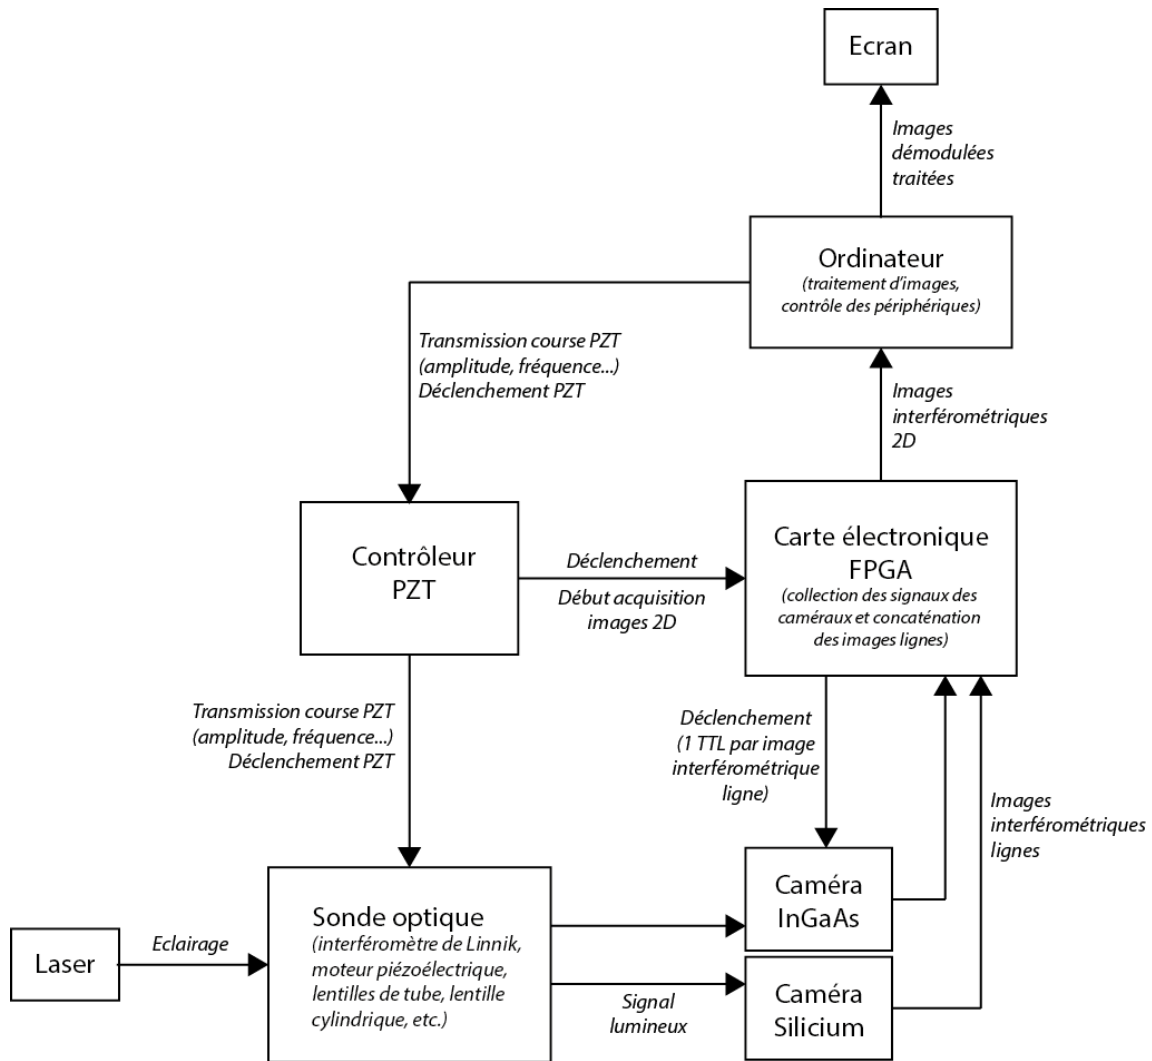 Ecran
Images
démodulées
traitées
Ordinateur
(traitement d'images,
contrôle des périphériques)
Transmission course PZT
(amplitude, fréquence...)
Déclenchement PZT
Images
interférométriques
2D
Contrôleur
PZT
Déclenchement
Début acquisition
images 2D
Carte électronique
FPGA
(collection des signaux des
caméraux et concaténation
des images lignes)
Transmission course PZT
(amplitude, fréquence...)
Déclenchement PZT
Déclenchement
(1 TTL par image
interférométrique
ligne)
Images
interférométriques
lignes
Laser
Eclairage
Sonde optique
(interféromètre de Linnik,
moteur piézoélectrique,
lentilles de tube, lentille
cylindrique, etc.)
Signal
lumineux
Caméra
InGaAs
Caméra
Silicium